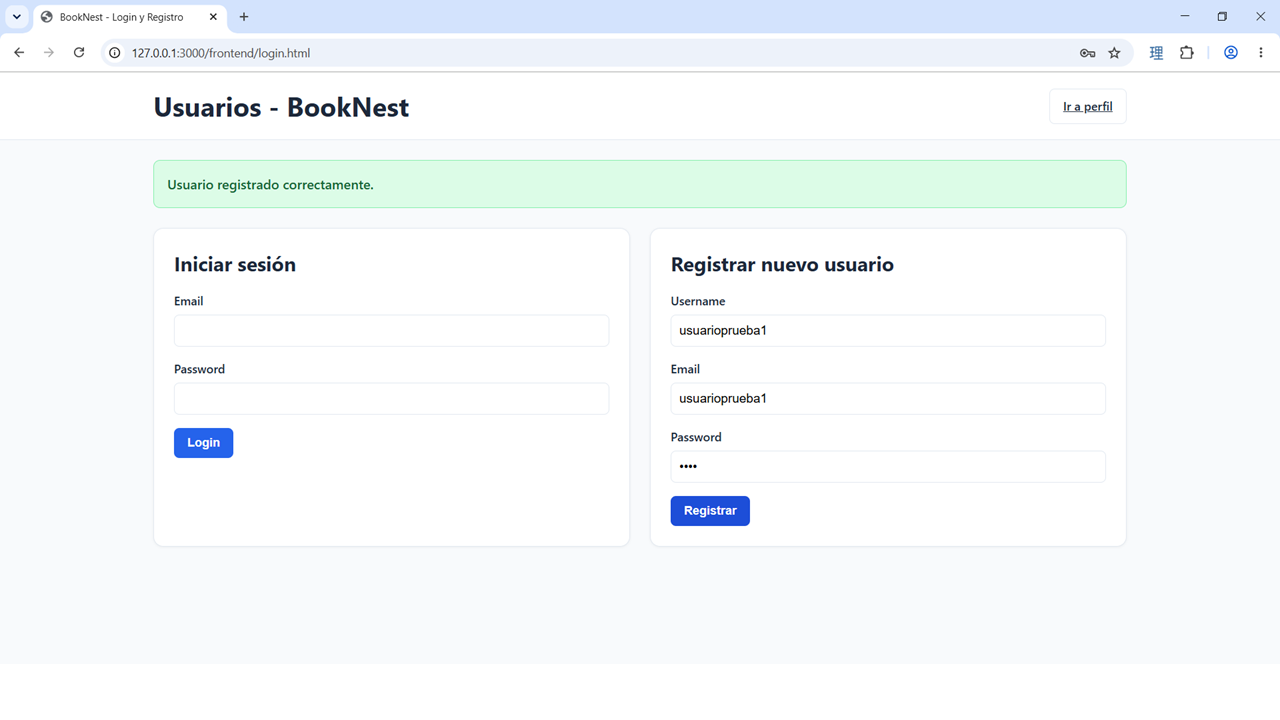 BookNest - Login y Registro
127.0.0.1:3000/frontend/login.html
理
Usuarios - BookNest
Ir a perfil
Usuario registrado correctamente.
Iniciar sesión
Email
Password
Login
Registrar nuevo usuario
Username
usuarioprueba1
Email
usuarioprueba1
Password
••••
Registrar